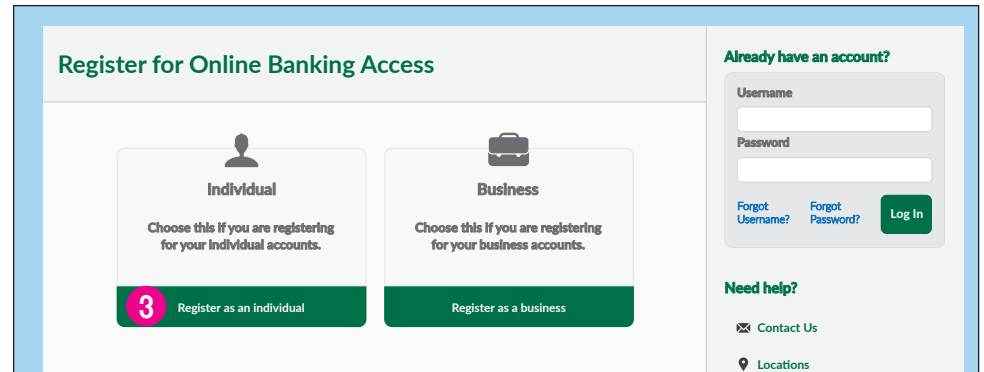 Register for Online Banking Access
Individual
Choose this if you are registering
for your individual accounts.
3
Register as an individual
Business
Choose this if you are registering
for your business accounts.
Register as a business
Already have an account?
Username
Password
Forgot
Username?
Forgot
Password?
Log In
Need help?
Contact Us
Locations